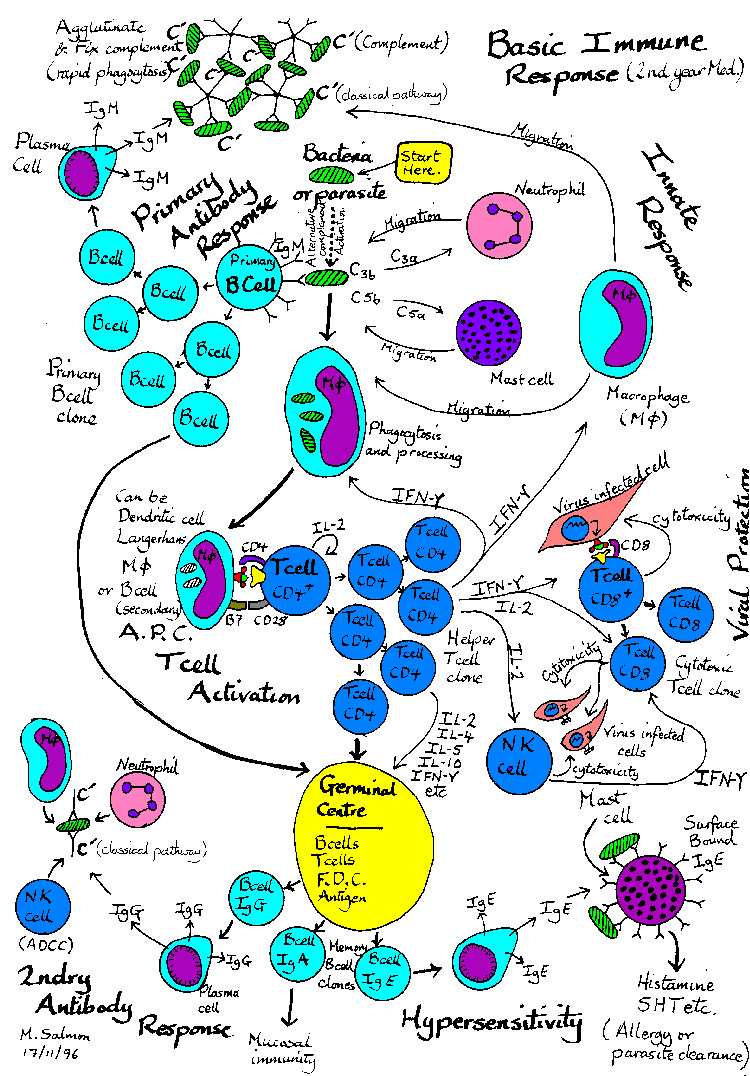 Basic Immune
Response (2nd year Med.)
Agglutinate
& Fix complement
(rapid phagocytosis)
C´
C´ (Complement)
C´
C´
C´
C´
C´ (classical pathway)
C´
IgM
IgM
IgM
Plasma
Cell
Bacteria
or parasite
Start
Here.
Migration
Innate
Response
Neutrophil
Migration
Primary
Antibody
Response
Alternative
Complement
Activation
IgM
Primary
B Cell
C3b
C3a
C5b
C5a
Migration
Mast cell
MΦ
Macrophage
(MΦ)
Migration
Bcell
Bcell
Bcell
Bcell
Bcell
Bcell
Primary
Bcell
clone
MΦ
Phagocytosis
and processing
IFN-γ
IFN-γ
Can be
Dendritic cell
Langerhans
MΦ
or Bcell
(secondary)
A.P.C.
MΦ
CD4
B7
CD28
IL-2
Tcell
CD4+
Tcell
CD4
Tcell
CD4
Tcell
CD4
Tcell
CD4
Tcell
CD4
Tcell
CD4
Helper
Tcell
clone
Tcell
Activation
IFN-γ
IL-2
IL-2
Virus infected cell
Cytotoxicity
CD8
Tcell
CD8+
Tcell
CD8
Tcell
CD8
Cytotoxic
Tcell clone
Viral Protection
Cytotoxicity
Virus infected
cells
NK
cell
cytotoxicity
IFN-γ
IL-2
IL-4
IL-5
IL-10
IFN-γ
etc
Germinal
Centre
Bcells
Tcells
F.D.C.
Antigen
MΦ
Neutrophil
C´
C´ (classical pathway)
NK
cell
(ADCC)
IgG
IgG
IgG
Plasma
cell
Bcell
IgG
Bcell
IgA
Memory
Bcell
clones
Bcell
IgE
Mucosal
immunity
2ndry
Antibody
Response
M. Salmon
17/11/96
IgE
IgE
IgE
Hypersensitivity
Mast
cell
Surface
Bound
IgE
Histamine
5HT etc.
(Allergy or
parasite clearance)